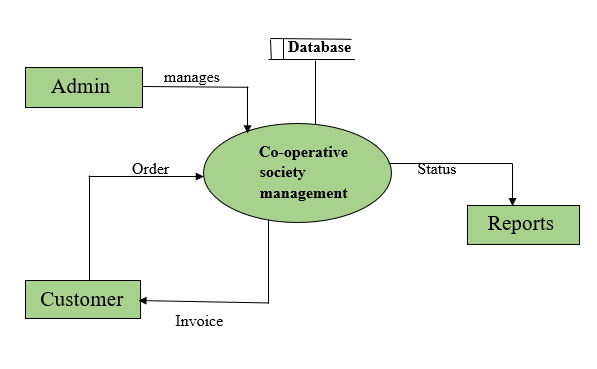 Database
manages
Admin
Co-operative
society
management
Order
Status
Reports
Customer
Invoice